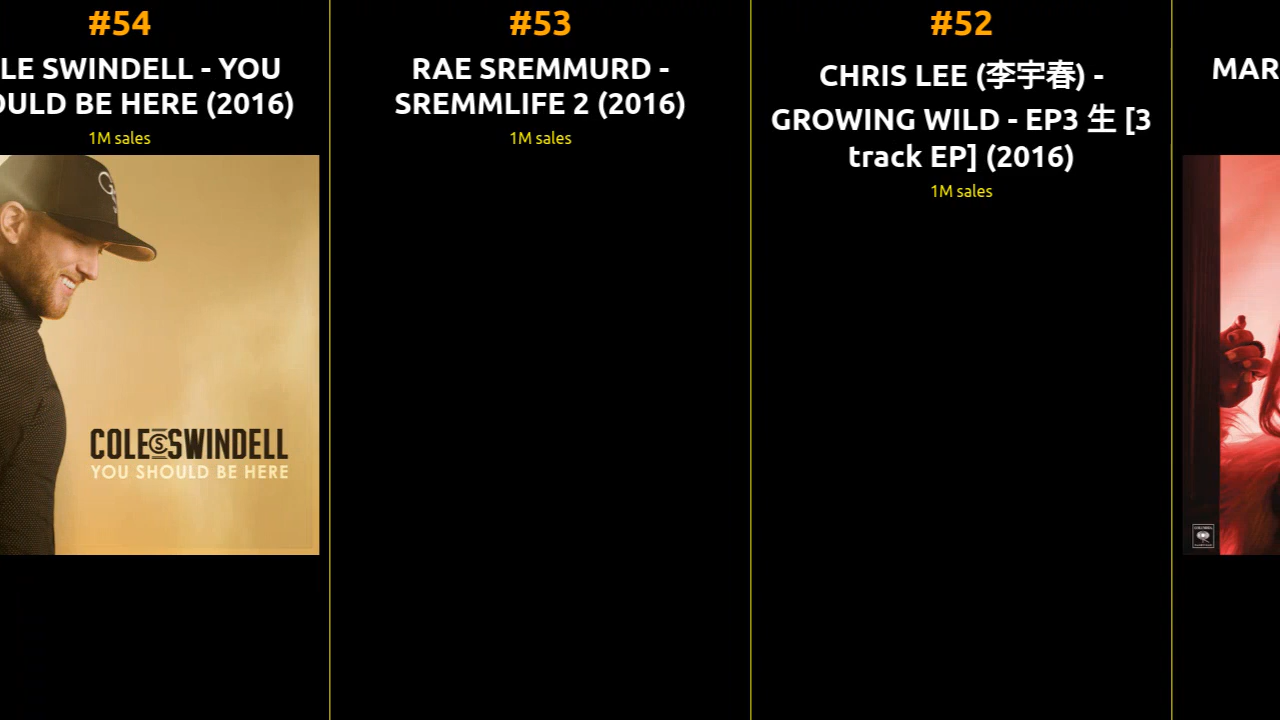 #54
LE SWINDELL - YOU
OULD BE HERE (2016)
1M sales
COLE SWINDELL
YOU SHOULD BE HERE
#53
RAE SREMMURD -
SREMMLIFE 2 (2016)
1M sales
#52
CHRIS LEE (李宇春) -
GROWING WILD - EP3 生 [3
track EP] (2016)
1M sales
MAR